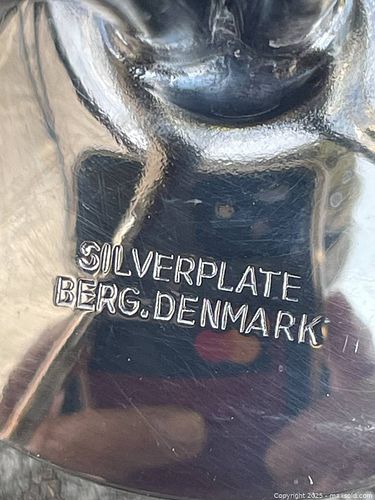 SILVERPLATE
BERG. DENMARK
Copyright 2025 - maxsold.com